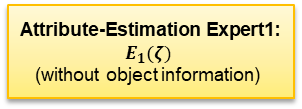 Attribute-Estimation Expert1:
𝑬₁(𝜻)
(without object information)